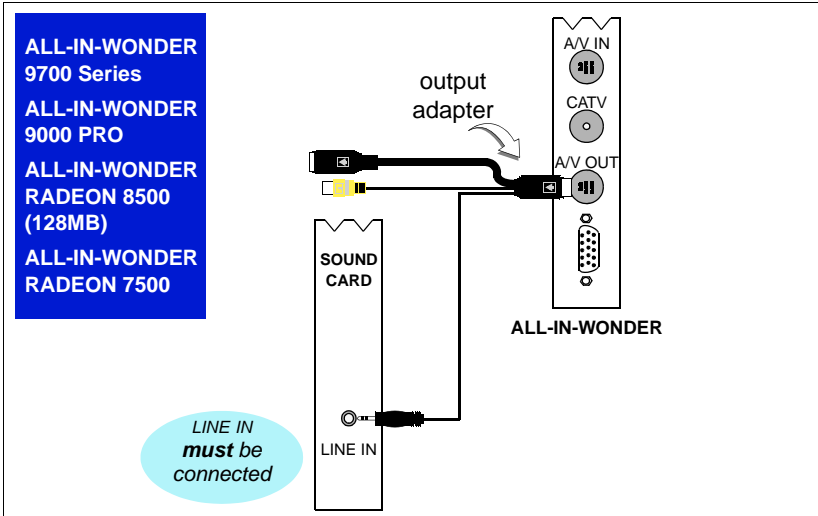 ALL-IN-WONDER
9700 Series
ALL-IN-WONDER
9000 PRO
ALL-IN-WONDER
RADEON 8500
(128MB)
ALL-IN-WONDER
RADEON 7500
output
adapter
A/V IN
CATV
A/V OUT
SOUND
CARD
ALL-IN-WONDER
LINE IN
LINE IN
must be
connected